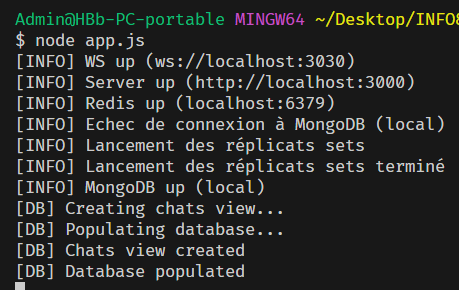 Admin@HBb-PC-portable MINGW64 ~/Desktop/INFO
$ node app.js
[INFO] WS up (ws://localhost:3030)
[INFO] Server up (http://localhost:3000)
[INFO] Redis up (localhost:6379)
[INFO] Echec de connexion à MongoDB (local)
[INFO] Lancement des réplicats sets
[INFO] Lancement des réplicats sets terminé
[INFO] MongoDB up (local)
[DB] Creating chats view...
[DB] Populating database...
[DB] Chats view created
[DB] Database populated